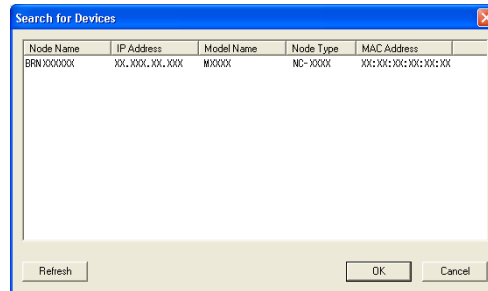 Search for Devices
Node Name IP Address Model Name Node Type MAC Address
BRNXXXXXX XX.XXX.XX.XXX MXXXX NC-XXXX XX:XX:XX:XX:XX:XX
Refresh OK Cancel